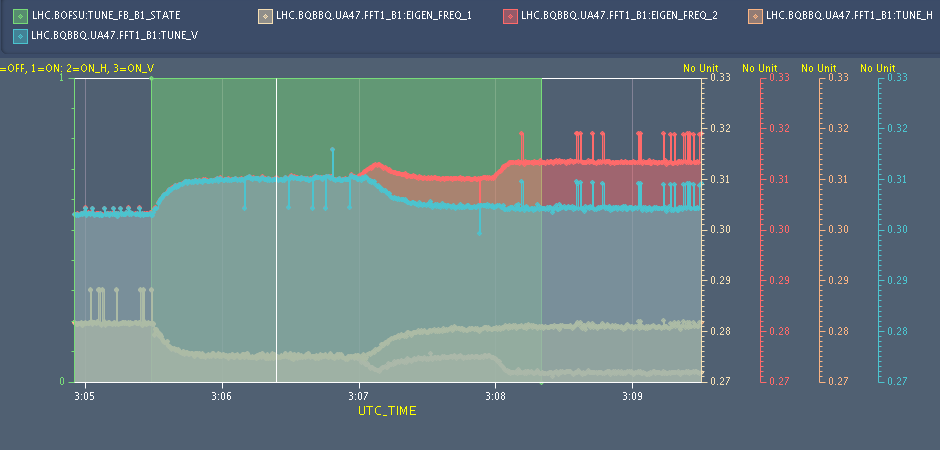 LHC.BOFSU:TUNE_FB_B1_STATE LHC.BQBBQ.UA47.FFT1_B1:EIGEN_FREQ_1 LHC.BQBBQ.UA47.FFT1_B1:EIGEN_FREQ_2 LHC.BQBBQ.UA47.FFT1_B1:TUNE_H
LHC.BQBBQ.UA47.FFT1_B1:TUNE_V
=OFF, 1=ON; 2=ON_H, 3=ON_V No Unit No Unit No Unit No Unit
1 0.33 0.33 0.33 0.33
0.32 0.32 0.32 0.32
0.31 0.31 0.31 0.31
0.30 0.30 0.30 0.30
0.29 0.29 0.29 0.29
0.28 0.28 0.28 0.28
0 0.27 0.27 0.27 0.27
3:05 3:06 3:07 3:08 3:09
UTC_TIME